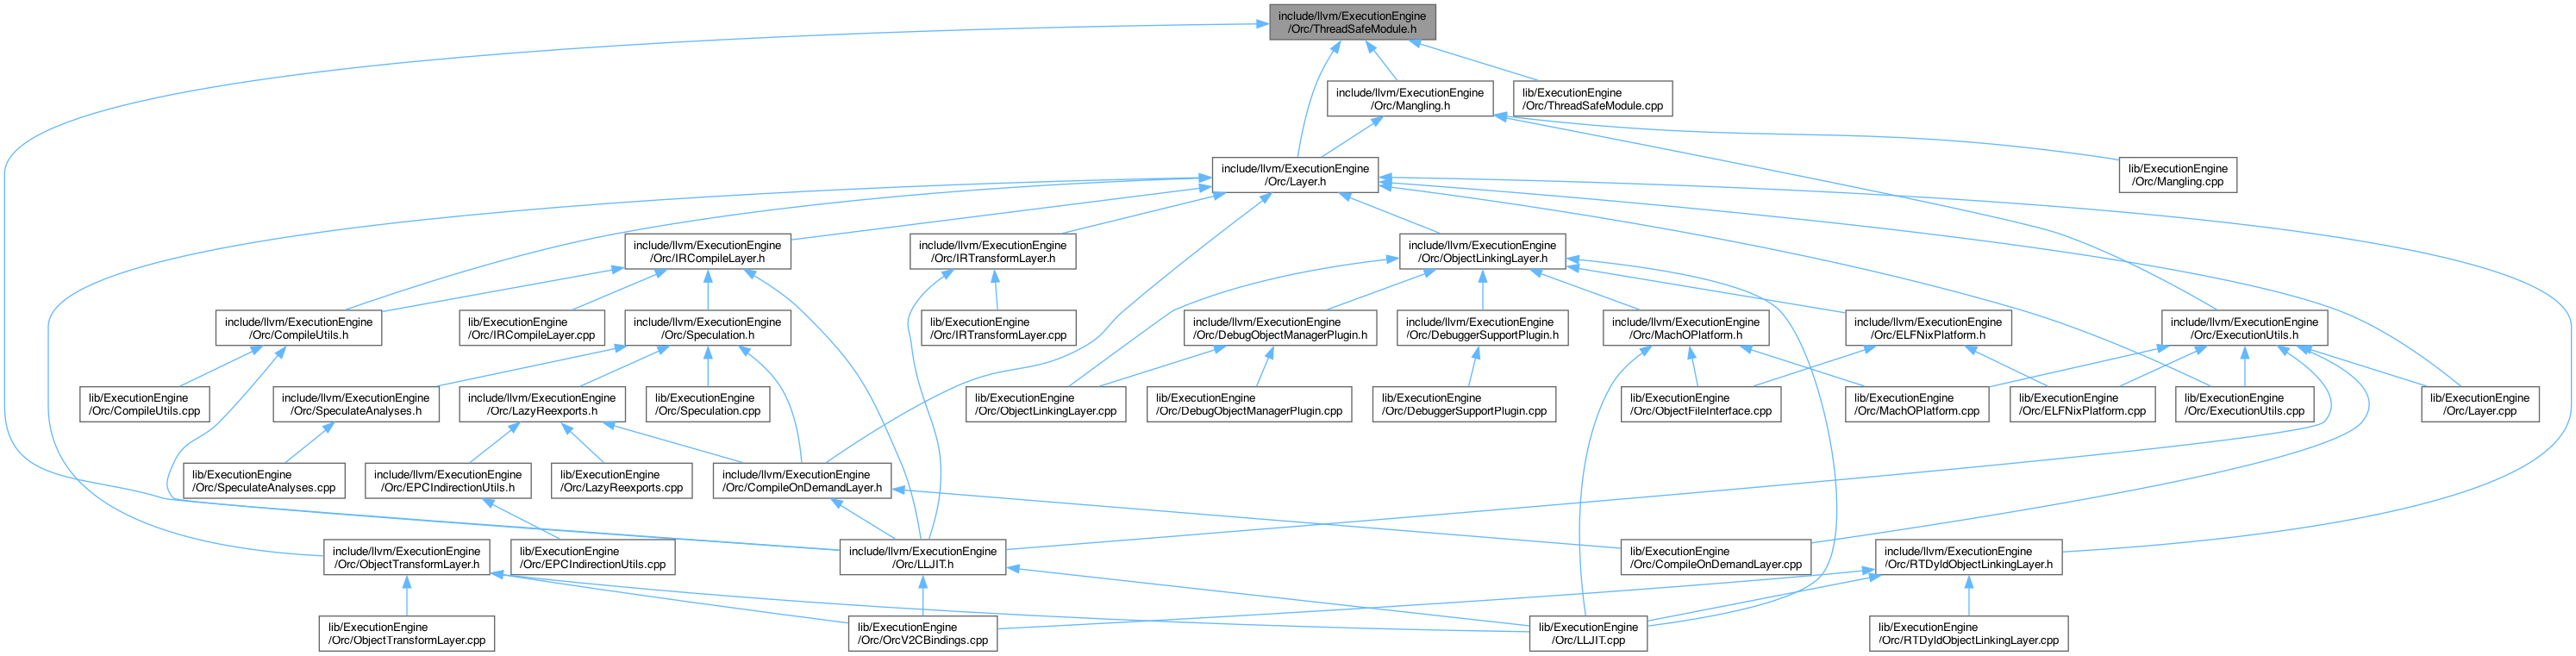 include/llvm/ExecutionEngine
/Orc/ThreadSafeModule.h
include/llvm/ExecutionEngine
/Orc/Mangling.h
lib/ExecutionEngine
/Orc/ThreadSafeModule.cpp
include/llvm/ExecutionEngine
/Orc/Layer.h
lib/ExecutionEngine
/Orc/Mangling.cpp
include/llvm/ExecutionEngine
/Orc/IRCompileLayer.h
include/llvm/ExecutionEngine
/Orc/IRTransformLayer.h
include/llvm/ExecutionEngine
/Orc/ObjectLinkingLayer.h
include/llvm/ExecutionEngine
/Orc/CompileUtils.h
lib/ExecutionEngine
/Orc/IRCompileLayer.cpp
include/llvm/ExecutionEngine
/Orc/Speculation.h
lib/ExecutionEngine
/Orc/IRTransformLayer.cpp
include/llvm/ExecutionEngine
/Orc/DebugObjectManagerPlugin.h
include/llvm/ExecutionEngine
/Orc/DebuggerSupportPlugin.h
include/llvm/ExecutionEngine
/Orc/MachOPlatform.h
include/llvm/ExecutionEngine
/Orc/ELFNixPlatform.h
include/llvm/ExecutionEngine
/Orc/ExecutionUtils.h
lib/ExecutionEngine
/Orc/CompileUtils.cpp
include/llvm/ExecutionEngine
/Orc/SpeculateAnalyses.h
include/llvm/ExecutionEngine
/Orc/LazyReexports.h
lib/ExecutionEngine
/Orc/Speculation.cpp
lib/ExecutionEngine
/Orc/ObjectLinkingLayer.cpp
lib/ExecutionEngine
/Orc/DebugObjectManagerPlugin.cpp
lib/ExecutionEngine
/Orc/DebuggerSupportPlugin.cpp
lib/ExecutionEngine
/Orc/ObjectFileInterface.cpp
lib/ExecutionEngine
/Orc/MachOPlatform.cpp
lib/ExecutionEngine
/Orc/ELFNixPlatform.cpp
lib/ExecutionEngine
/Orc/ExecutionUtils.cpp
lib/ExecutionEngine
/Orc/Layer.cpp
lib/ExecutionEngine
/Orc/SpeculateAnalyses.cpp
include/llvm/ExecutionEngine
/Orc/EPCIndirectionUtils.h
lib/ExecutionEngine
/Orc/LazyReexports.cpp
include/llvm/ExecutionEngine
/Orc/CompileOnDemandLayer.h
include/llvm/ExecutionEngine
/Orc/ObjectTransformLayer.h
lib/ExecutionEngine
/Orc/EPCIndirectionUtils.cpp
include/llvm/ExecutionEngine
/Orc/LLJIT.h
lib/ExecutionEngine
/Orc/CompileOnDemandLayer.cpp
include/llvm/ExecutionEngine
/Orc/RTDyldObjectLinkingLayer.h
lib/ExecutionEngine
/Orc/ObjectTransformLayer.cpp
lib/ExecutionEngine
/Orc/OrcV2CBindings.cpp
lib/ExecutionEngine
/Orc/LLJIT.cpp
lib/ExecutionEngine
/Orc/RTDyldObjectLinkingLayer.cpp